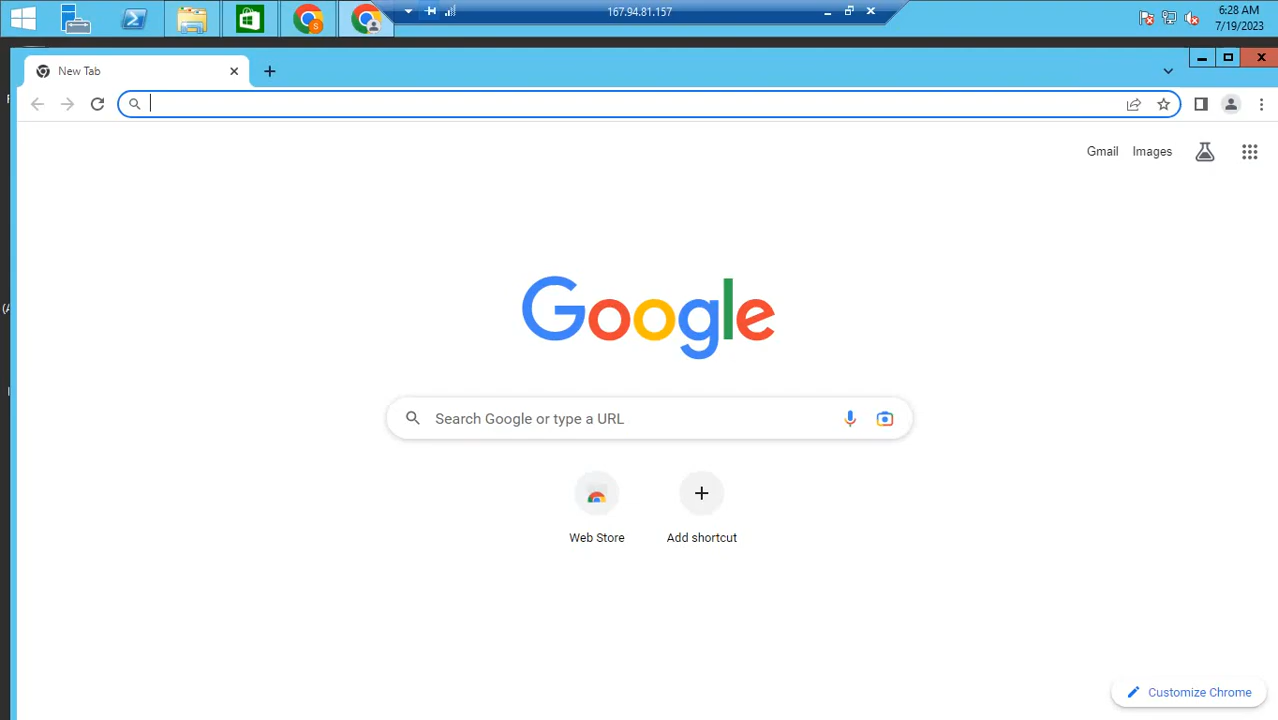 167.94.81.157
6:28 AM
7/19/2023
New Tab
Gmail
Images
Google
Search Google or type a URL
Web Store
Add shortcut
Customize Chrome